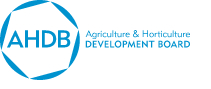 AHDB
Agriculture & Horticulture
DEVELOPMENT BOARD